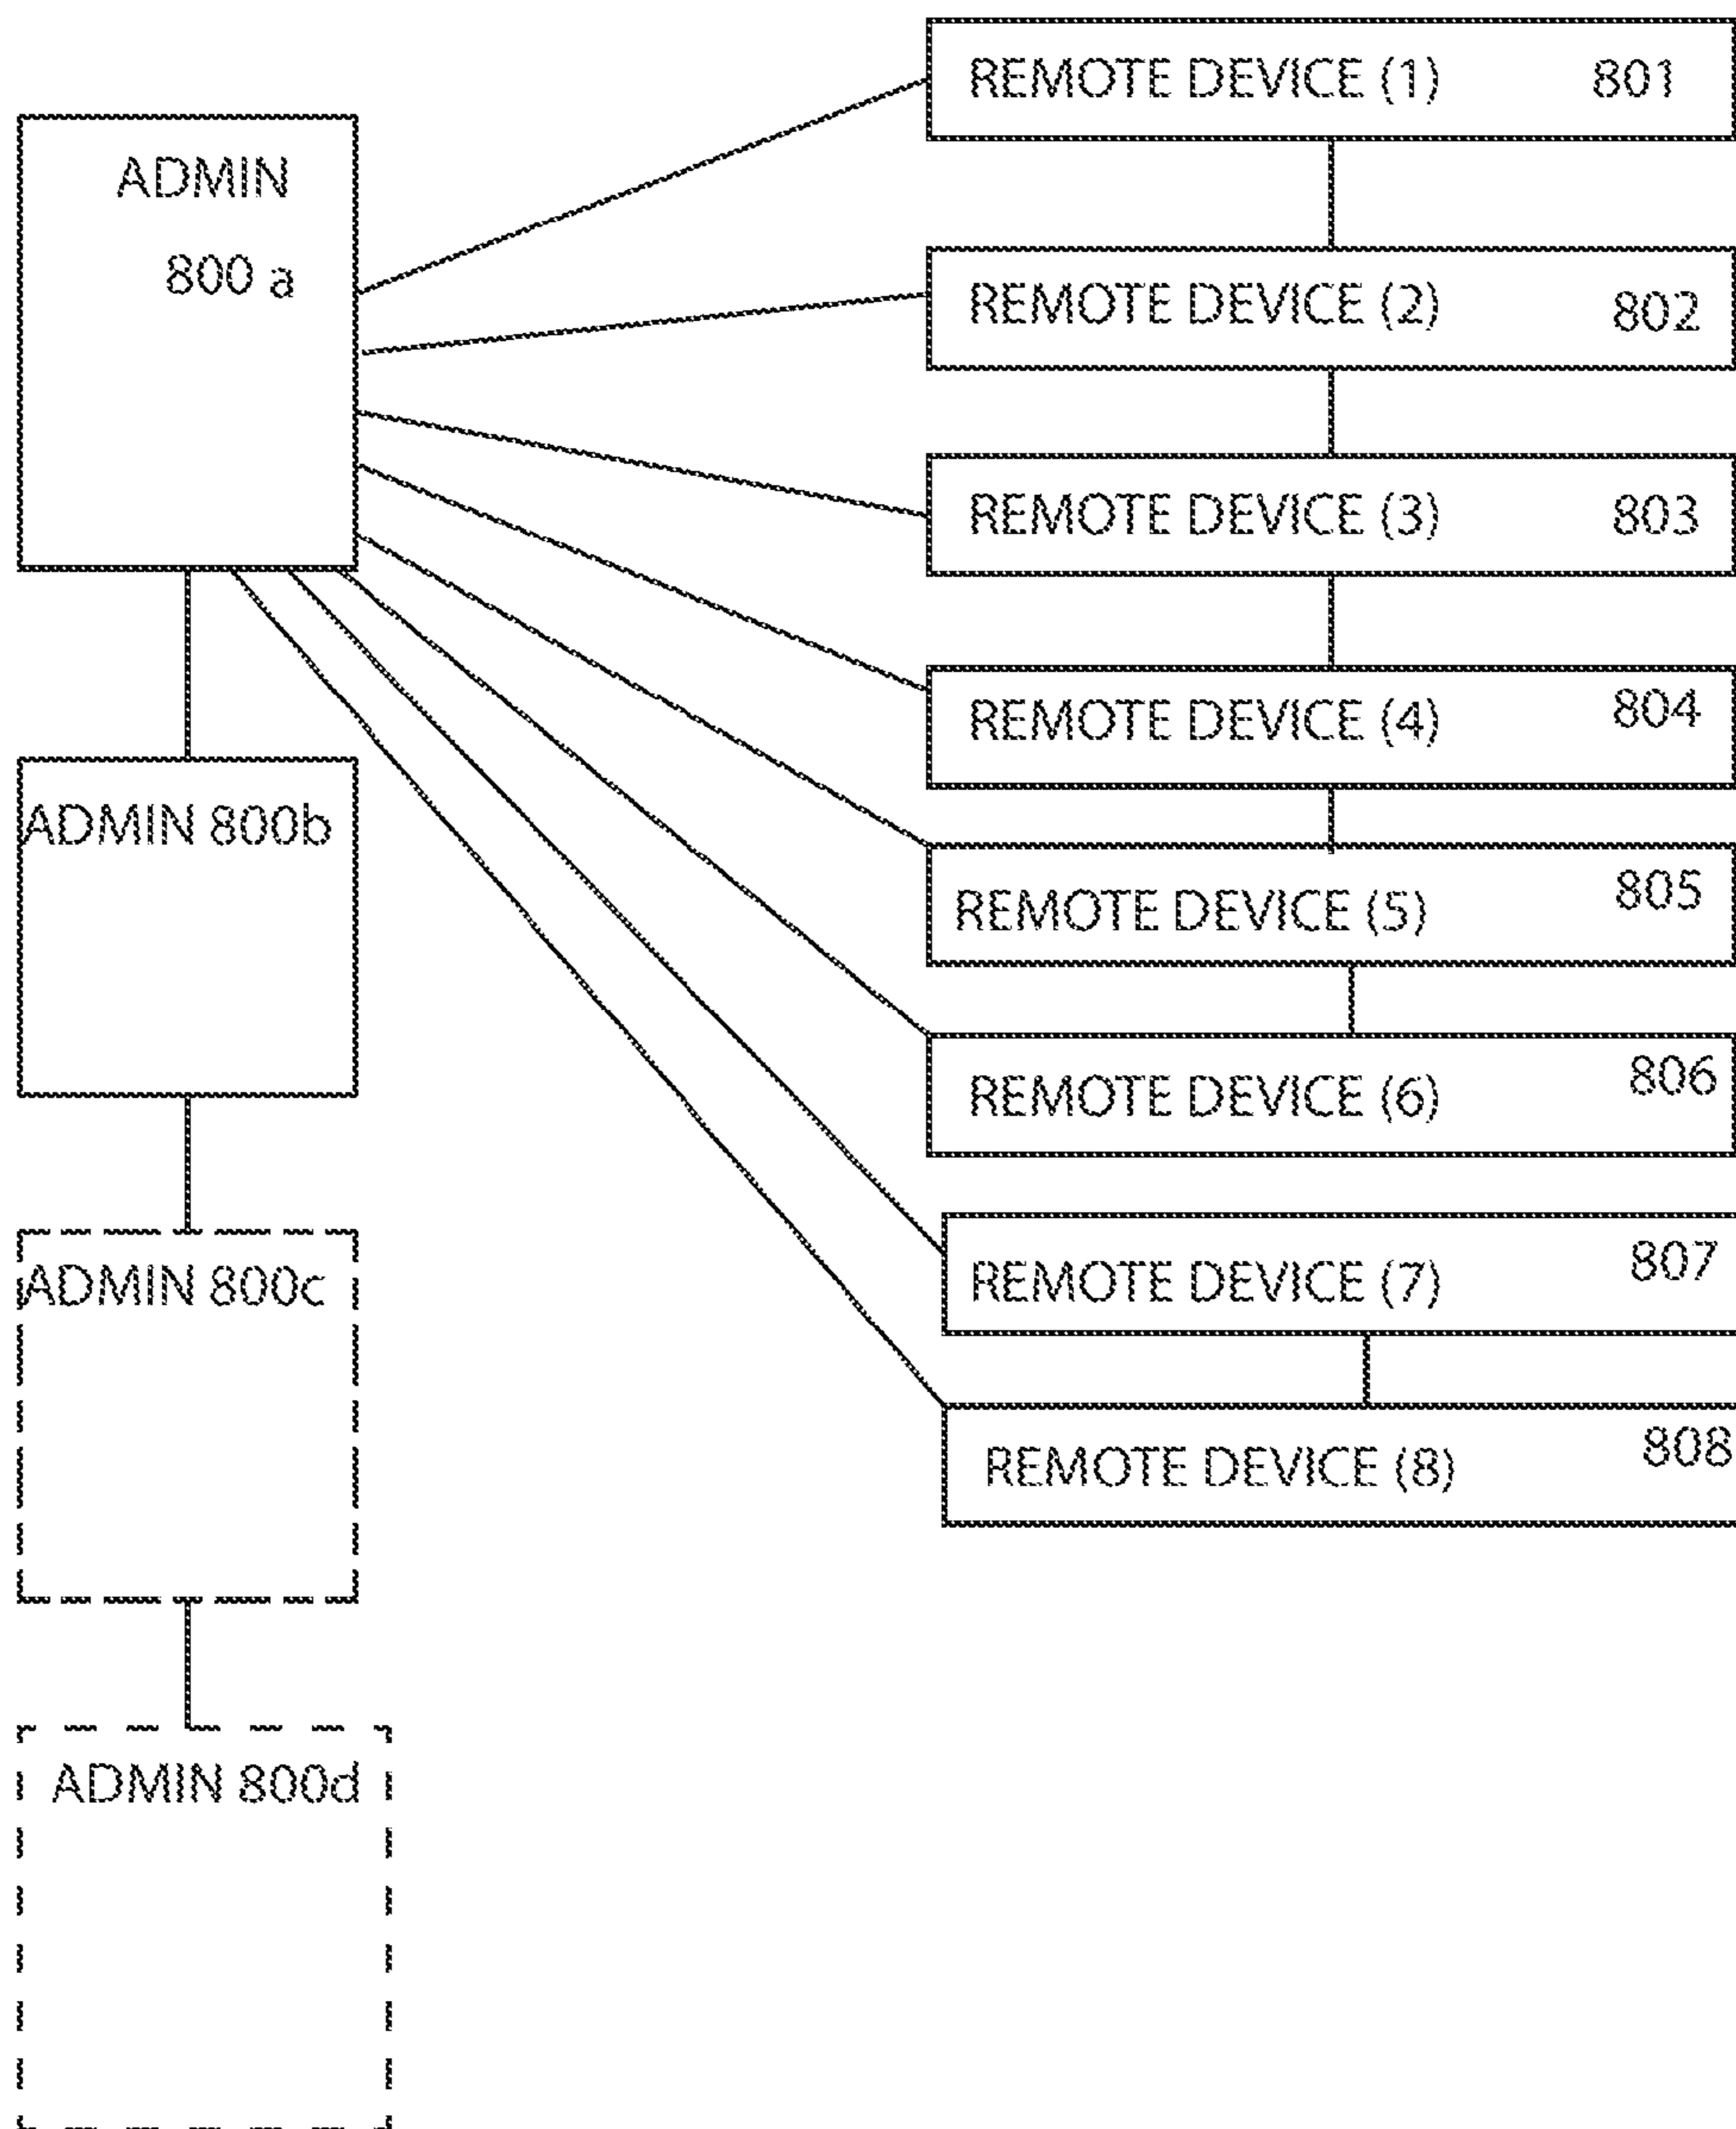 ADMIN
800 a
ADMIN 800b
ADMIN 800c
ADMIN 800d
REMOTE DEVICE (1) 801
REMOTE DEVICE (2) 802
REMOTE DEVICE (3) 803
REMOTE DEVICE (4) 804
REMOTE DEVICE (5) 805
REMOTE DEVICE (6) 806
REMOTE DEVICE (7) 807
REMOTE DEVICE (8) 808